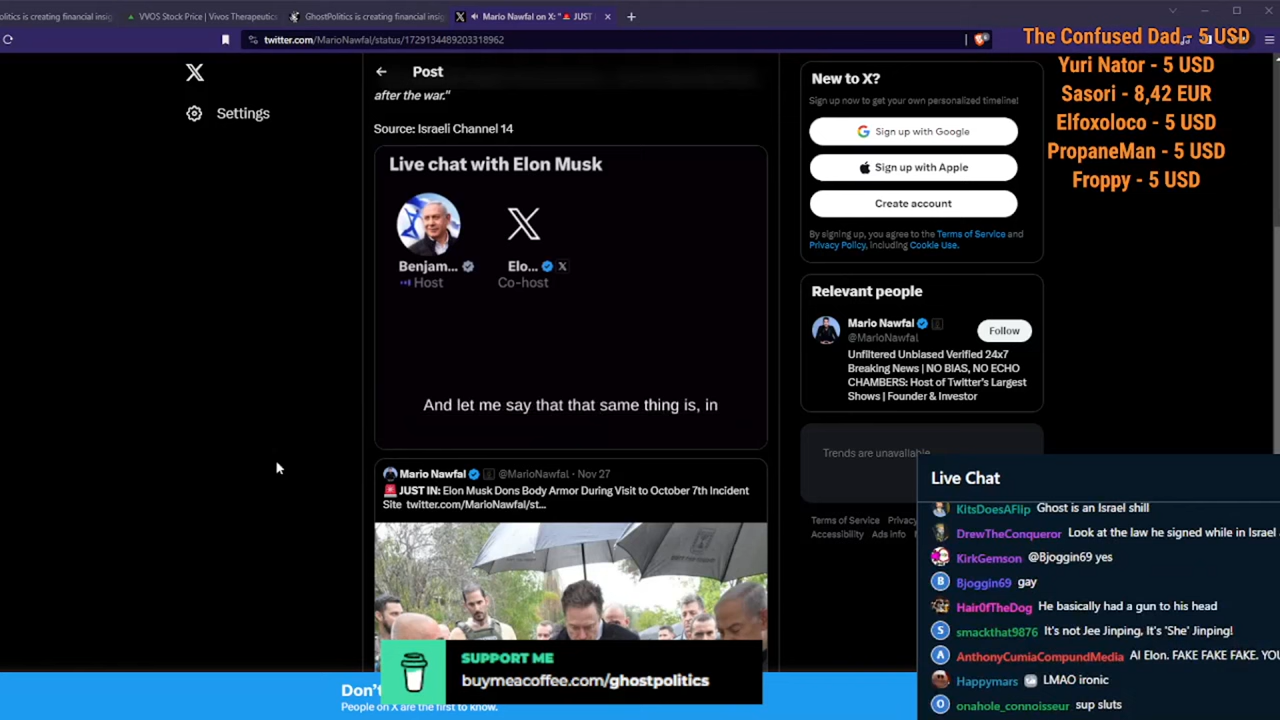 olitics is creating financial insig
VVOS Stock Price | Vivos Therapeutics
GhostPolitics is creating financial insig
Mario Nawfal on X: "🚨 JUST
twitter.com/MarioNawfal/status/1729134489203318962
The Confused Dad - 5 USD
Yuri Nator - 5 USD
Sasori - 8,42 EUR
Elfoxoloco - 5 USD
PropaneMan - 5 USD
Froppy - 5 USD
Settings
Post
after the war."
Source: Israeli Channel 14
Live chat with Elon Musk
Benjam...
Host
Elo...
Co-host
And let me say that that same thing is, in
Mario Nawfal @MarioNawfal · Nov 27
🚨 JUST IN: Elon Musk Dons Body Armor During Visit to October 7th Incident
Site twitter.com/MarioNawfal/st...
SUPPORT ME
buymeacoffee.com/ghostpolitics
Don't
People on X are the first to know.
New to X?
Sign up now to get your own personalized timeline!
Sign up with Google
Sign up with Apple
Create account
By signing up, you agree to the Terms of Service and
Privacy Policy, including Cookie Use.
Relevant people
Mario Nawfal
@MarioNawfal
Follow
Unfiltered Unbiased Verified 24x7
Breaking News | NO BIAS, NO ECHO
CHAMBERS: Host of Twitter's Largest
Shows | Founder & Investor
Trends are unavailable
Terms of Service Privacy
Accessibility Ads info
Live Chat
KitsDoesAFlip Ghost is an Israel shill
DrewTheConqueror Look at the law he signed while in Israel
KirkGemson @Bjoggin69 yes
B Bjoggin69 gay
Hair0fTheDog He basically had a gun to his head
S smackthat9876 It's not Jee Jinping, It's "She" Jinping!
A AnthonyCumiaCompundMedia AI Elon. FAKE FAKE FAKE. YOU
Happymars LMAO ironic
O onahole_connoisseur sup sluts